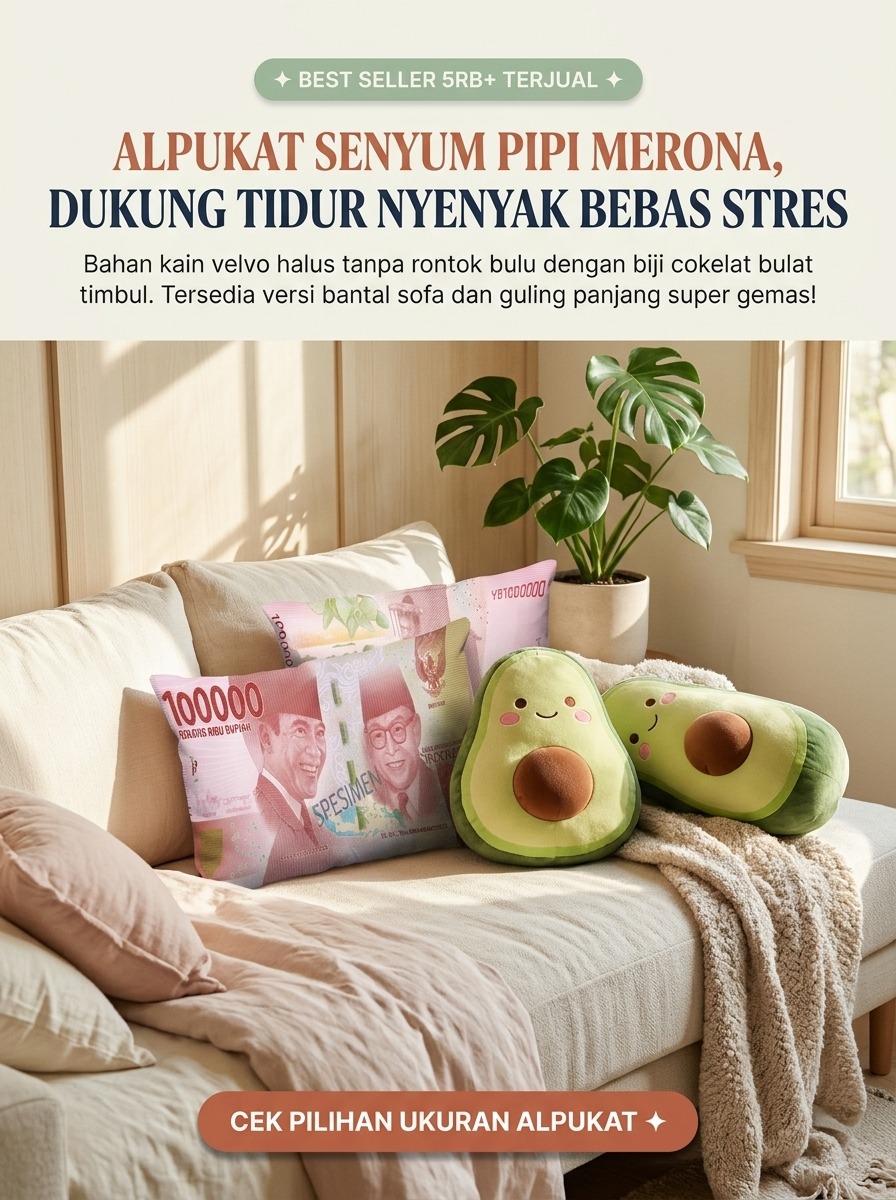 ✦ BEST SELLER 5RB+ TERJUAL ✦
ALPUKAT SENYUM PIPI MERONA,
DUKUNG TIDUR NYENYAK BEBAS STRES
Bahan kain velvo halus tanpa rontok bulu dengan biji cokelat bulat
timbul. Tersedia versi bantal sofa dan guling panjang super gemas!
100000
100000
SPESIMEN
CEK PILIHAN UKURAN ALPUKAT ✦